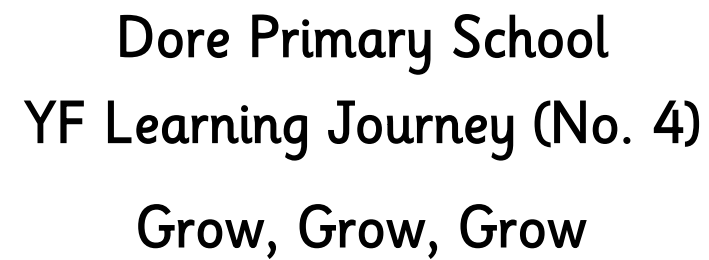 Dore Primary School
YF Learning Journey (No. 4)
Grow, Grow, Grow